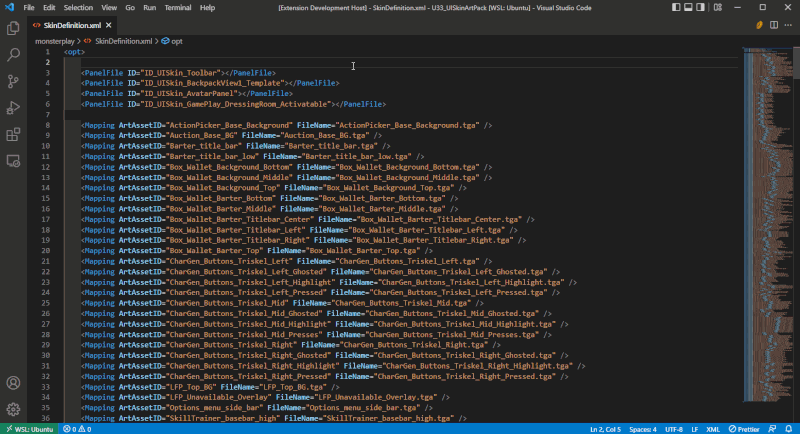 File Edit Selection View Go Run Terminal Help [Extension Development Host] - SkinDefinition.xml - U33_UISkinArtPack [WSL: Ubuntu] - Visual Studio Code
SkinDefinition.xml
monsterplay > SkinDefinition.xml > opt
1 <opt>
2
3 <PanelFile ID="ID_UISkin_Toolbar"></PanelFile>
4 <PanelFile ID="ID_UISkin_BackpackView1_Template"></PanelFile>
5 <PanelFile ID="ID_UISkin_AvatarPanel"></PanelFile>
6 <PanelFile ID="ID_UISkin_GamePlay_DressingRoom_Activatable"></PanelFile>
7
8 <Mapping ArtAssetID="ActionPicker_Base_Background" FileName="ActionPicker_Base_Background.tga" />
9 <Mapping ArtAssetID="Auction_Base_BG" FileName="Auction_Base_BG.tga" />
10 <Mapping ArtAssetID="Barter_title_bar" FileName="Barter_title_bar.tga" />
11 <Mapping ArtAssetID="Barter_title_bar_low" FileName="Barter_title_bar_low.tga" />
12 <Mapping ArtAssetID="Box_Wallet_Background_Bottom" FileName="Box_Wallet_Background_Bottom.tga" />
13 <Mapping ArtAssetID="Box_Wallet_Background_Middle" FileName="Box_Wallet_Background_Middle.tga" />
14 <Mapping ArtAssetID="Box_Wallet_Background_Top" FileName="Box_Wallet_Background_Top.tga" />
15 <Mapping ArtAssetID="Box_Wallet_Barter_Bottom" FileName="Box_Wallet_Barter_Bottom.tga" />
16 <Mapping ArtAssetID="Box_Wallet_Barter_Middle" FileName="Box_Wallet_Barter_Middle.tga" />
17 <Mapping ArtAssetID="Box_Wallet_Barter_Titlebar_Center" FileName="Box_Wallet_Barter_Titlebar_Center.tga" />
18 <Mapping ArtAssetID="Box_Wallet_Barter_Titlebar_Left" FileName="Box_Wallet_Barter_Titlebar_Left.tga" />
19 <Mapping ArtAssetID="Box_Wallet_Barter_Titlebar_Right" FileName="Box_Wallet_Barter_Titlebar_Right.tga" />
20 <Mapping ArtAssetID="Box_Wallet_Barter_Top" FileName="Box_Wallet_Barter_Top.tga" />
21 <Mapping ArtAssetID="CharGen_Buttons_Triskel_Left" FileName="CharGen_Buttons_Triskel_Left.tga" />
22 <Mapping ArtAssetID="CharGen_Buttons_Triskel_Left_Ghosted" FileName="CharGen_Buttons_Triskel_Left_Ghosted.tga" />
23 <Mapping ArtAssetID="CharGen_Buttons_Triskel_Left_Highlight" FileName="CharGen_Buttons_Triskel_Left_Highlight.tga" />
24 <Mapping ArtAssetID="CharGen_Buttons_Triskel_Left_Pressed" FileName="CharGen_Buttons_Triskel_Left_Pressed.tga" />
25 <Mapping ArtAssetID="CharGen_Buttons_Triskel_Mid" FileName="CharGen_Buttons_Triskel_Mid.tga" />
26 <Mapping ArtAssetID="CharGen_Buttons_Triskel_Mid_Ghosted" FileName="CharGen_Buttons_Triskel_Mid_Ghosted.tga" />
27 <Mapping ArtAssetID="CharGen_Buttons_Triskel_Mid_Highlight" FileName="CharGen_Buttons_Triskel_Mid_Highlight.tga" />
28 <Mapping ArtAssetID="CharGen_Buttons_Triskel_Mid_Presses" FileName="CharGen_Buttons_Triskel_Mid_Pressed.tga" />
29 <Mapping ArtAssetID="CharGen_Buttons_Triskel_Right" FileName="CharGen_Buttons_Triskel_Right.tga" />
30 <Mapping ArtAssetID="CharGen_Buttons_Triskel_Right_Ghosted" FileName="CharGen_Buttons_Triskel_Right_Ghosted.tga" />
31 <Mapping ArtAssetID="CharGen_Buttons_Triskel_Right_Highlight" FileName="CharGen_Buttons_Triskel_Right_Highlight.tga" />
32 <Mapping ArtAssetID="CharGen_Buttons_Triskel_Right_Pressed" FileName="CharGen_Buttons_Triskel_Right_Pressed.tga" />
33 <Mapping ArtAssetID="LFP_Top_BG" FileName="LFP_Top_BG.tga" />
34 <Mapping ArtAssetID="LFP_Unavailable_Overlay" FileName="LFP_Unavailable_Overlay.tga" />
35 <Mapping ArtAssetID="Options_menu_side_bar" FileName="Options_menu_side_bar.tga" />
36 <Mapping ArtAssetID="SkillTrainer_basebar_high" FileName="SkillTrainer_basebar_high.tga" />
WSL: Ubuntu 0 0 Ln 2, Col 5 Spaces: 4 UTF-8 LF XML Prettier